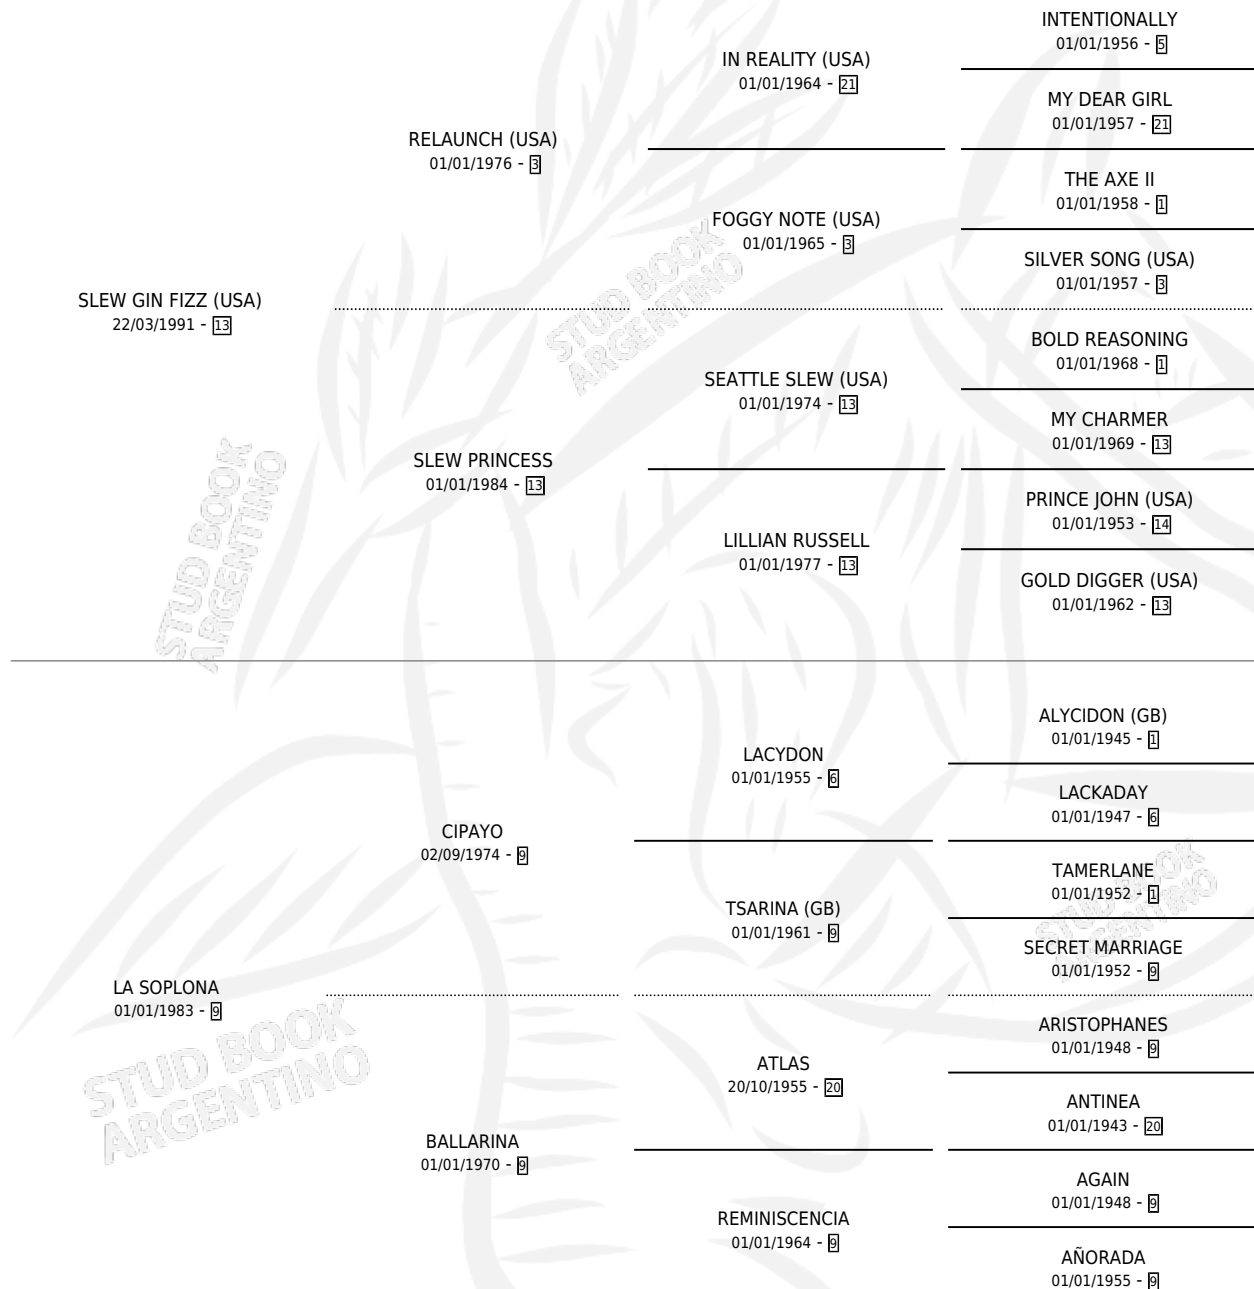 INTENTIONALLY
01/01/1956 - 5
IN REALITY (USA)
01/01/1964 - 21
MY DEAR GIRL
01/01/1957 - 21
RELAUNCH (USA)
01/01/1976 - 3
THE AXE II
01/01/1958 - 1
FOGGY NOTE (USA)
01/01/1965 - 3
SILVER SONG (USA)
01/01/1957 - 3
SLEW GIN FIZZ (USA)
22/03/1991 - 13
BOLD REASONING
01/01/1968 - 1
SEATTLE SLEW (USA)
01/01/1974 - 13
MY CHARMER
01/01/1969 - 13
SLEW PRINCESS
01/01/1984 - 13
PRINCE JOHN (USA)
01/01/1953 - 14
LILLIAN RUSSELL
01/01/1977 - 13
GOLD DIGGER (USA)
01/01/1962 - 13
ALYCIDON (GB)
01/01/1945 - 1
LACYDON
01/01/1955 - 6
LACKADAY
01/01/1947 - 6
CIPAYO
02/09/1974 - 9
TAMERLANE
01/01/1952 - 1
TSARINA (GB)
01/01/1961 - 9
SECRET MARRIAGE
01/01/1952 - 9
LA SOPLONA
01/01/1983 - 9
ARISTOPHANES
01/01/1948 - 9
ATLAS
20/10/1955 - 20
ANTINEA
01/01/1943 - 20
BALLARINA
01/01/1970 - 9
AGAIN
01/01/1948 - 9
REMINISCENCIA
01/01/1964 - 9
AÑORADA
01/01/1955 - 9
STUD BOOK
ARGENTINO
STUD BOOK
ARGENTINO
STUD BOOK
ARGENTINO
STUD BOOK
ARGENTINO